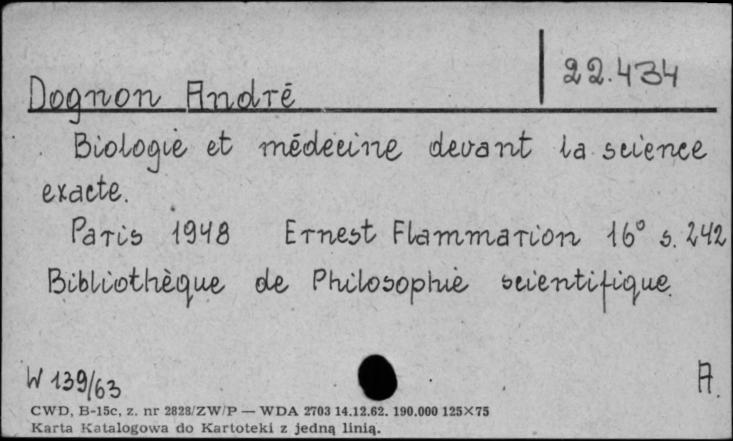 22.434
Dognon André
Biologie et médecine devant la science
exacte.
Paris 1948 Ernest Flammarion 16° s. 242
Bibliothèque de Philosophie scientifique
W 139/63
A.
CWD, B-15c, z. nr 2828/ZW/P — WDA 2703 14.12.62. 190.000 125×75
Karta Katalogowa do Kartoteki z jedną linią.